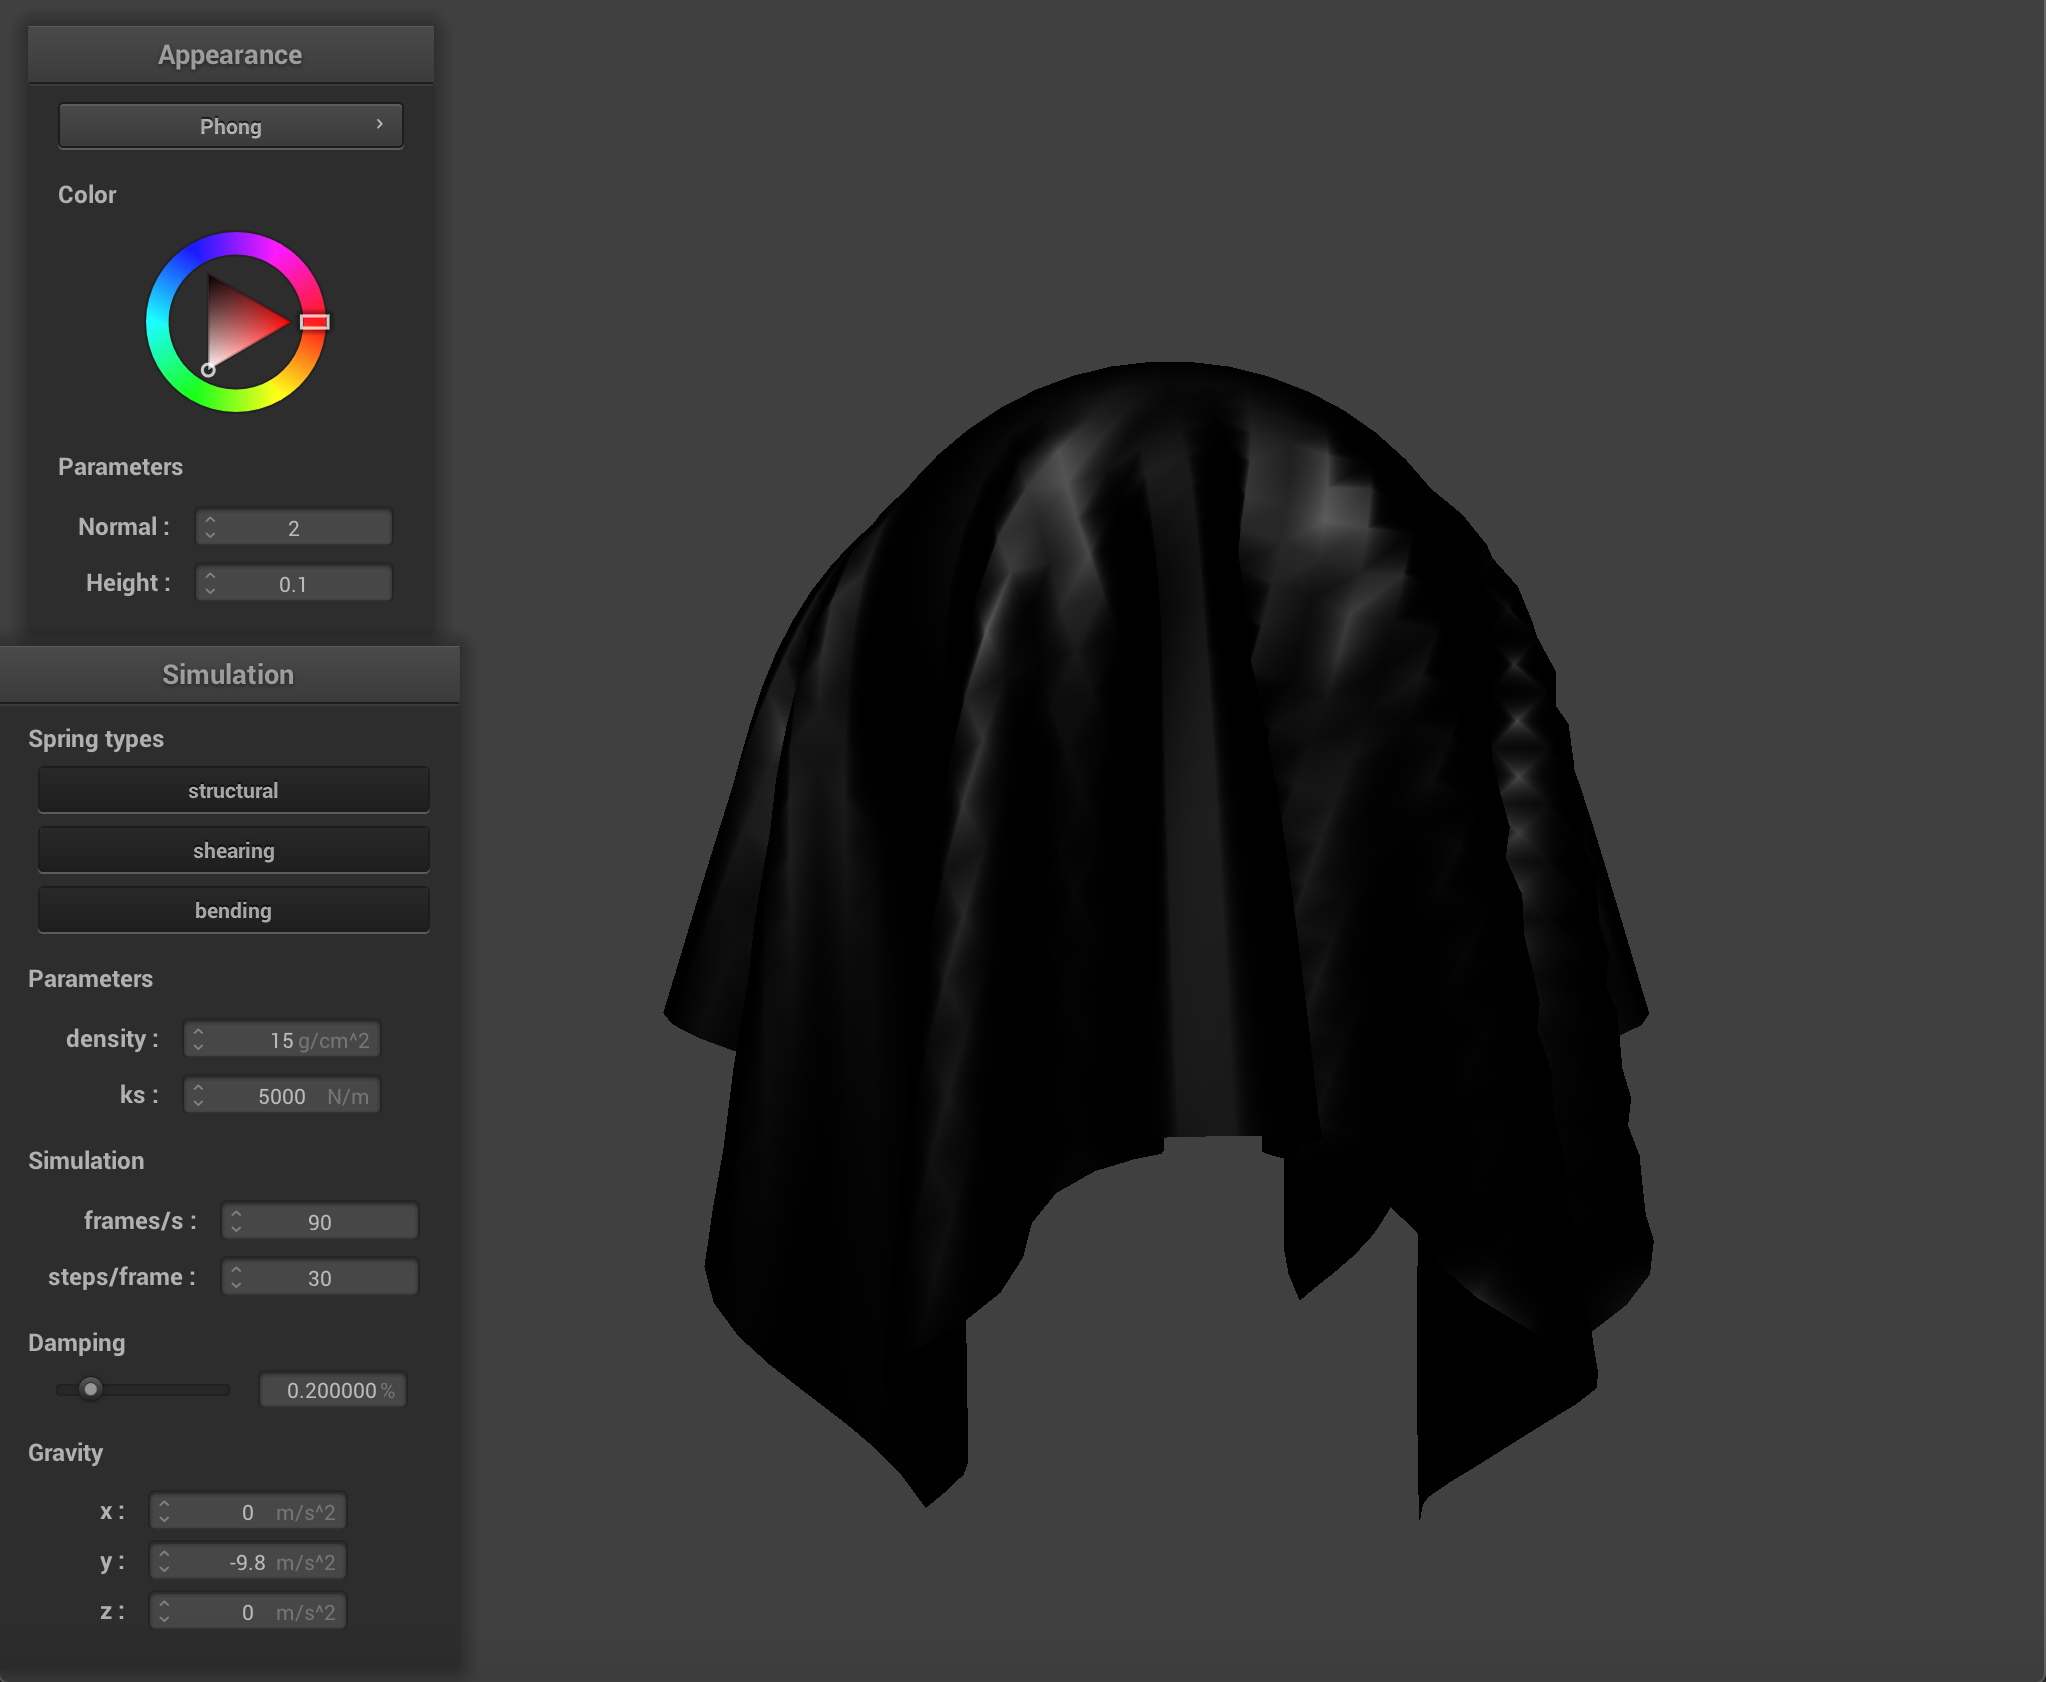 Appearance
Phong
Color
Parameters
Normal : 2
Height : 0.1
Simulation
Spring types
structural
shearing
bending
Parameters
density : 15 g/cm^2
ks : 5000 N/m
Simulation
frames/s : 90
steps/frame : 30
Damping
0.200000 %
Gravity
x : 0 m/s^2
y : -9.8 m/s^2
z : 0 m/s^2